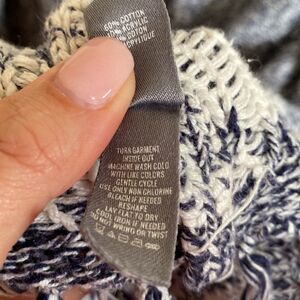 60% COTTON
ACRYLIC
COTON
TURN GARMENT
INSIDE OUT
MACHINE WASH COLD
WITH LIKE COLORS
GENTLE CYCLE
USE ONLY NON CHLORINE
BLEACH IF NEEDED
RESHAPE
LAY FLAT TO DRY
COOL IRON IF NEEDED
DO NOT WRING OR TWIST